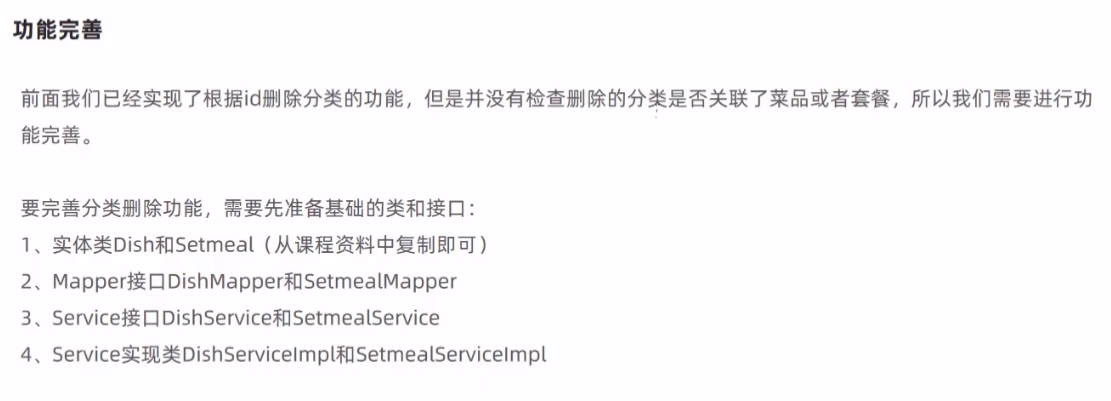 功能完善
前面我们已经实现了根据id删除分类的功能，但是并没有检查删除的分类是否关联了菜品或者套餐，所以我们需要进行功
能完善。
要完善分类删除功能，需要先准备基础的类和接口：
1、实体类Dish和Setmeal（从课程资料中复制即可）
2、Mapper接口DishMapper和SetmealMapper
3、Service接口DishService和SetmealService
4、Service实现类DishServiceImpl和SetmealServiceImpl